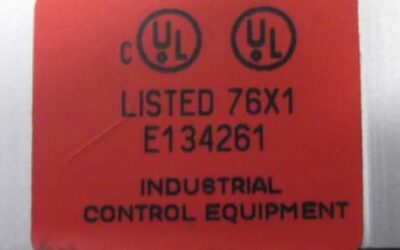 C UL UL
LISTED 76X1
E134261
INDUSTRIAL
CONTROL EQUIPMENT